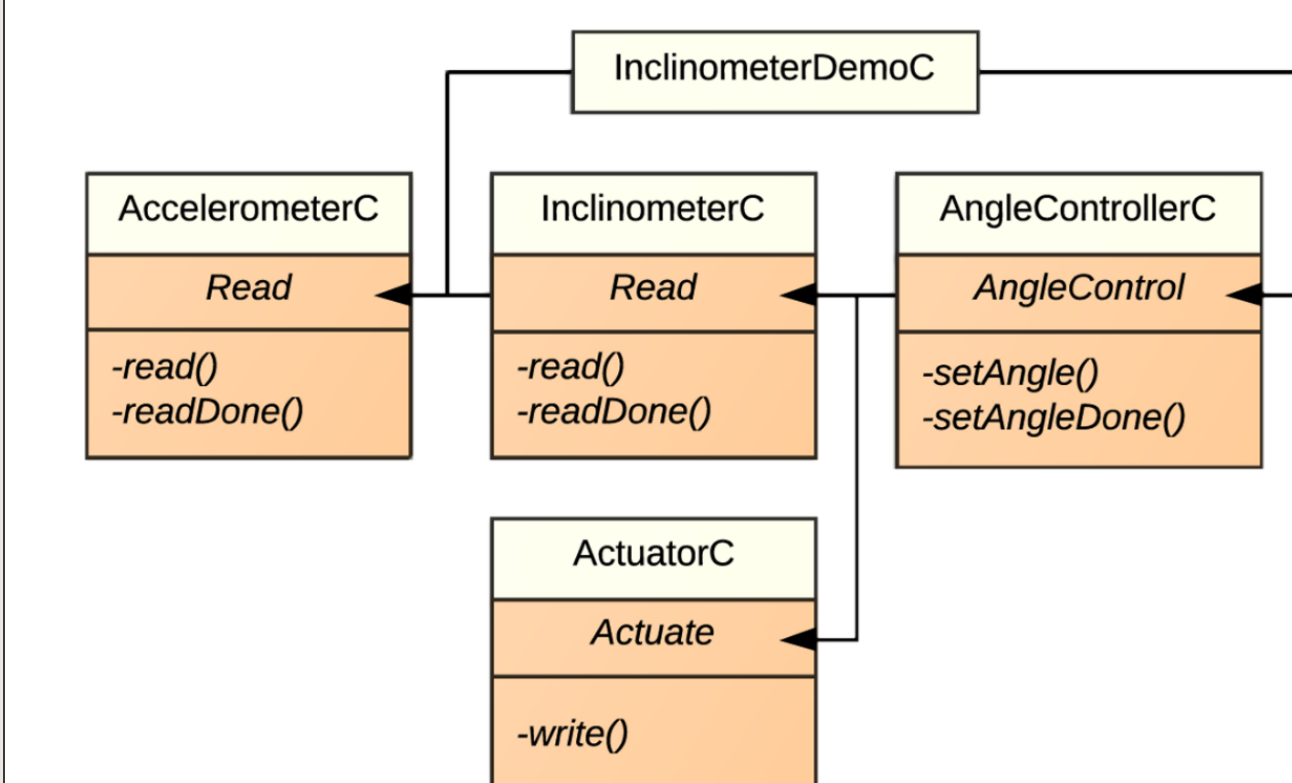 InclinometerDemoC
AccelerometerC
Read
-read()
-readDone()
InclinometerC
Read
-read()
-readDone()
AngleControllerC
AngleControl
-setAngle()
-setAngleDone()
ActuatorC
Actuate
-write()